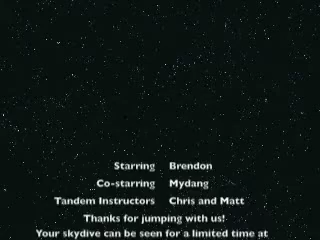 Starring Brendon
Co-starring Mydang
Tandem Instructors Chris and Matt
Thanks for jumping with us!
Your skydive can be seen for a limited time at